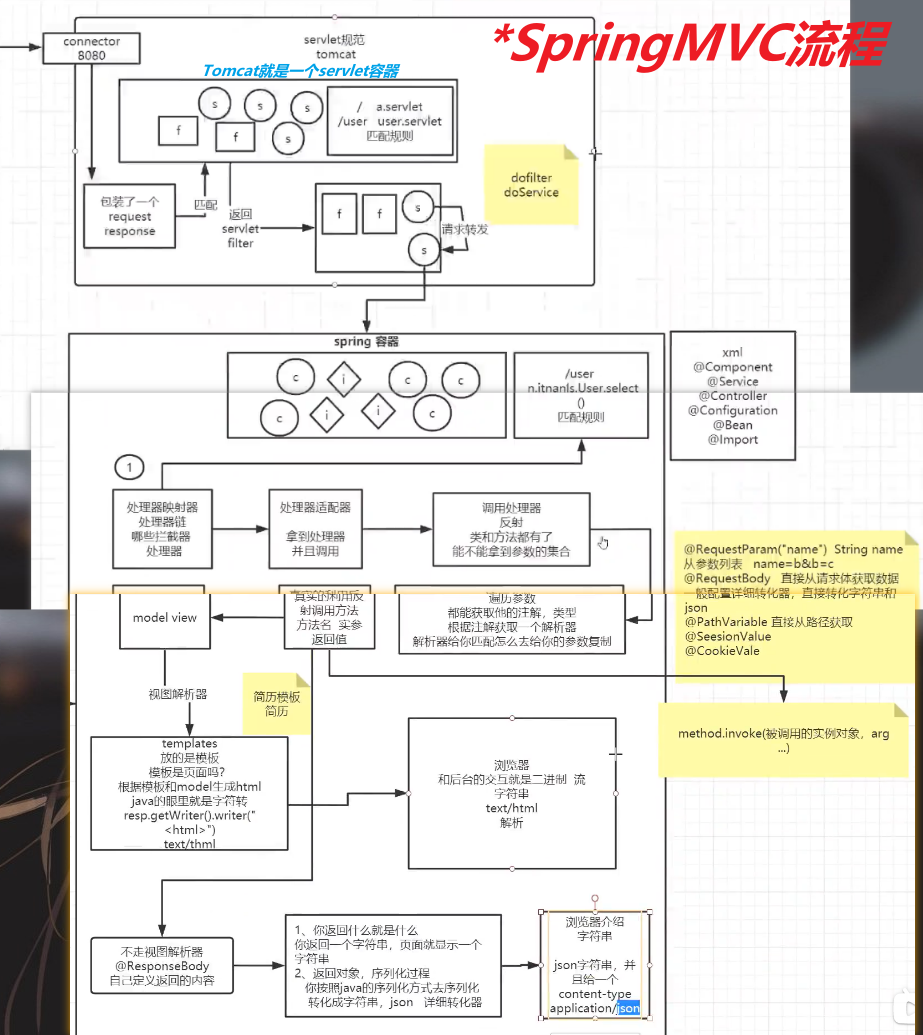 *SpringMVC流程
connector
8080
servlet规范
tomcat
Tomcat就是一个servlet容器
s
s
s
f
f
s
/ a.servlet
/user user.servlet
匹配规则
dofilter
doService
包装了一个
request
response
匹配
返回
servlet
filter
f
f
s
请求转发
s
spring 容器
c
i
c
c
c
i
i
c
/user
n.itnanls.User.select
()
匹配规则
xml
@Component
@Service
@Controller
@Configuration
@Bean
@Import
1
处理器映射器
处理器链
哪些拦截器
处理器
处理器适配器
拿到处理器
并且调用
调用处理器
反射
类和方法都有了
能不能拿到参数的集合
@RequestParam("name") String name
从参数列表 name=b&b=c
@RequestBody 直接从请求体获取数据
一般配置详细转化器，直接转化字符串和
json
@PathVariable 直接从路径获取
@SeesionValue
@CookieVale
model view
真实的利用反
射调用方法
方法名 实参
返回值
遍历参数
都能获取他的注解，类型
根据注解获取一个解析器
解析器给你匹配怎么去给你的参数复制
视图解析器
简历模板
简历
method.invoke(被调用的实例对象，arg
...)
templates
放的是模板
模板是页面吗?
根据模板和model生成html
java的眼里就是字符转
resp.getWriter().writer("
<html>")
text/thml
浏览器
和后台的交互就是二进制 流
字符串
text/html
解析
不走视图解析器
@ResponseBody
自己定义返回的内容
1、你返回什么就是什么
你返回一个字符串，页面就显示一个
字符串
2、返回对象，序列化过程
你按照java的序列化方式去序列化
转化成字符串，json 详细转化器
浏览器介绍
字符串
json字符串，并
且给一个
content-type
application/json